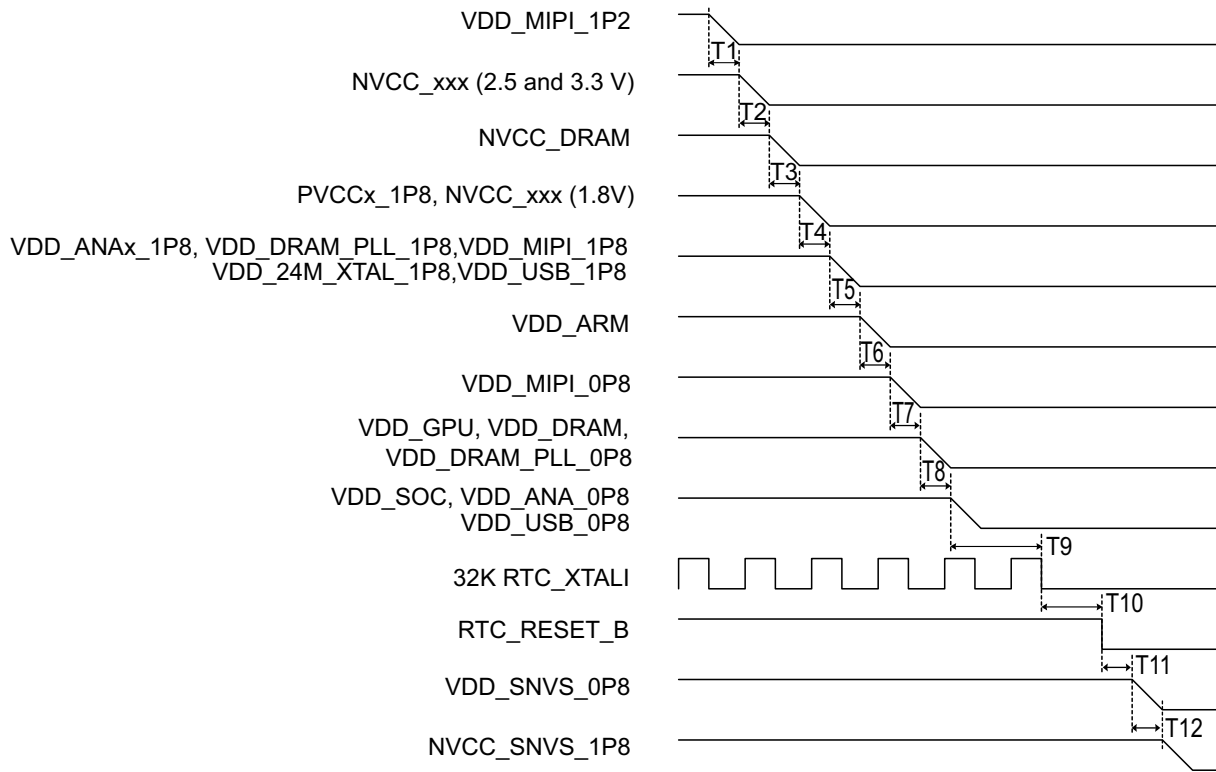 VDD_MIPI_1P2
T1
NVCC_xxx (2.5 and 3.3 V)
T2
NVCC_DRAM
T3
PVCCx_1P8, NVCC_xxx (1.8V)
T4
VDD_ANAx_1P8, VDD_DRAM_PLL_1P8,VDD_MIPI_1P8
VDD_24M_XTAL_1P8,VDD_USB_1P8
T5
VDD_ARM
T6
VDD_MIPI_0P8
T7
VDD_GPU, VDD_DRAM,
VDD_DRAM_PLL_0P8
T8
VDD_SOC, VDD_ANA_0P8
VDD_USB_0P8
T9
32K RTC_XTALI
T10
RTC_RESET_B
T11
VDD_SNVS_0P8
T12
NVCC_SNVS_1P8